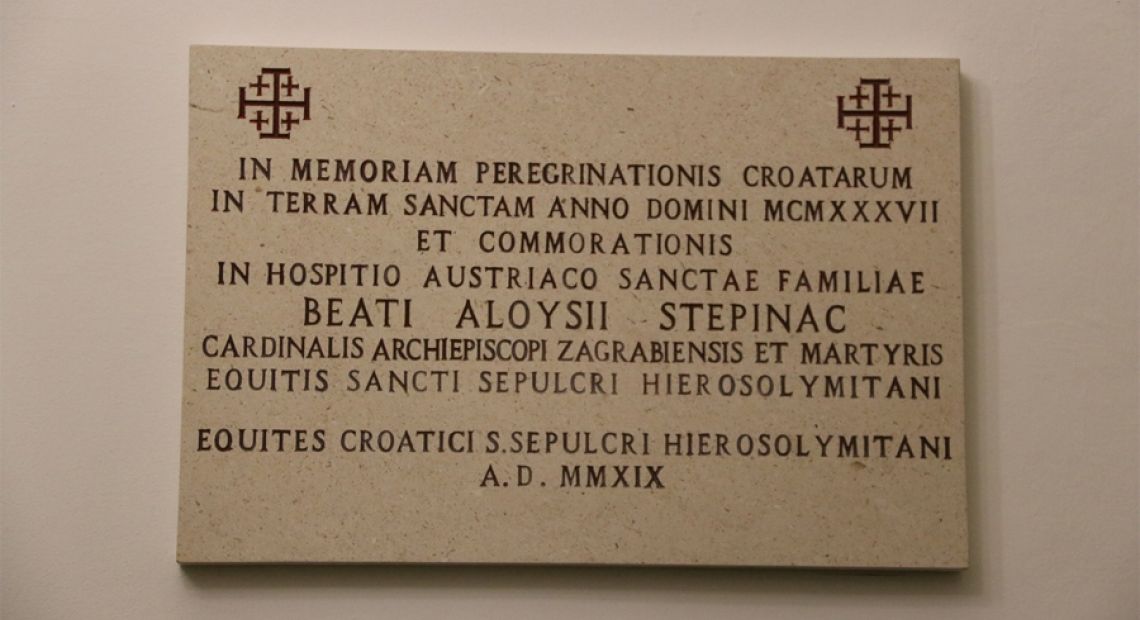 IN MEMORIAM PEREGRINATIONIS CROATARUM
IN TERRAM SANCTAM ANNO DOMINI MCMXXXVII
ET COMMORATIONIS
IN HOSPITIO AUSTRIACO SANCTAE FAMILIAE
BEATI ALOYSII STEPINAC
CARDINALIS ARCHIEPISCOPI ZAGRABIENSIS ET MARTYRIS
EQUITIS SANCTI SEPULCRI HIEROSOLYMITANI
EQUITES CROATICI S.SEPULCRI HIEROSOLYMITANI
A.D. MMXIX